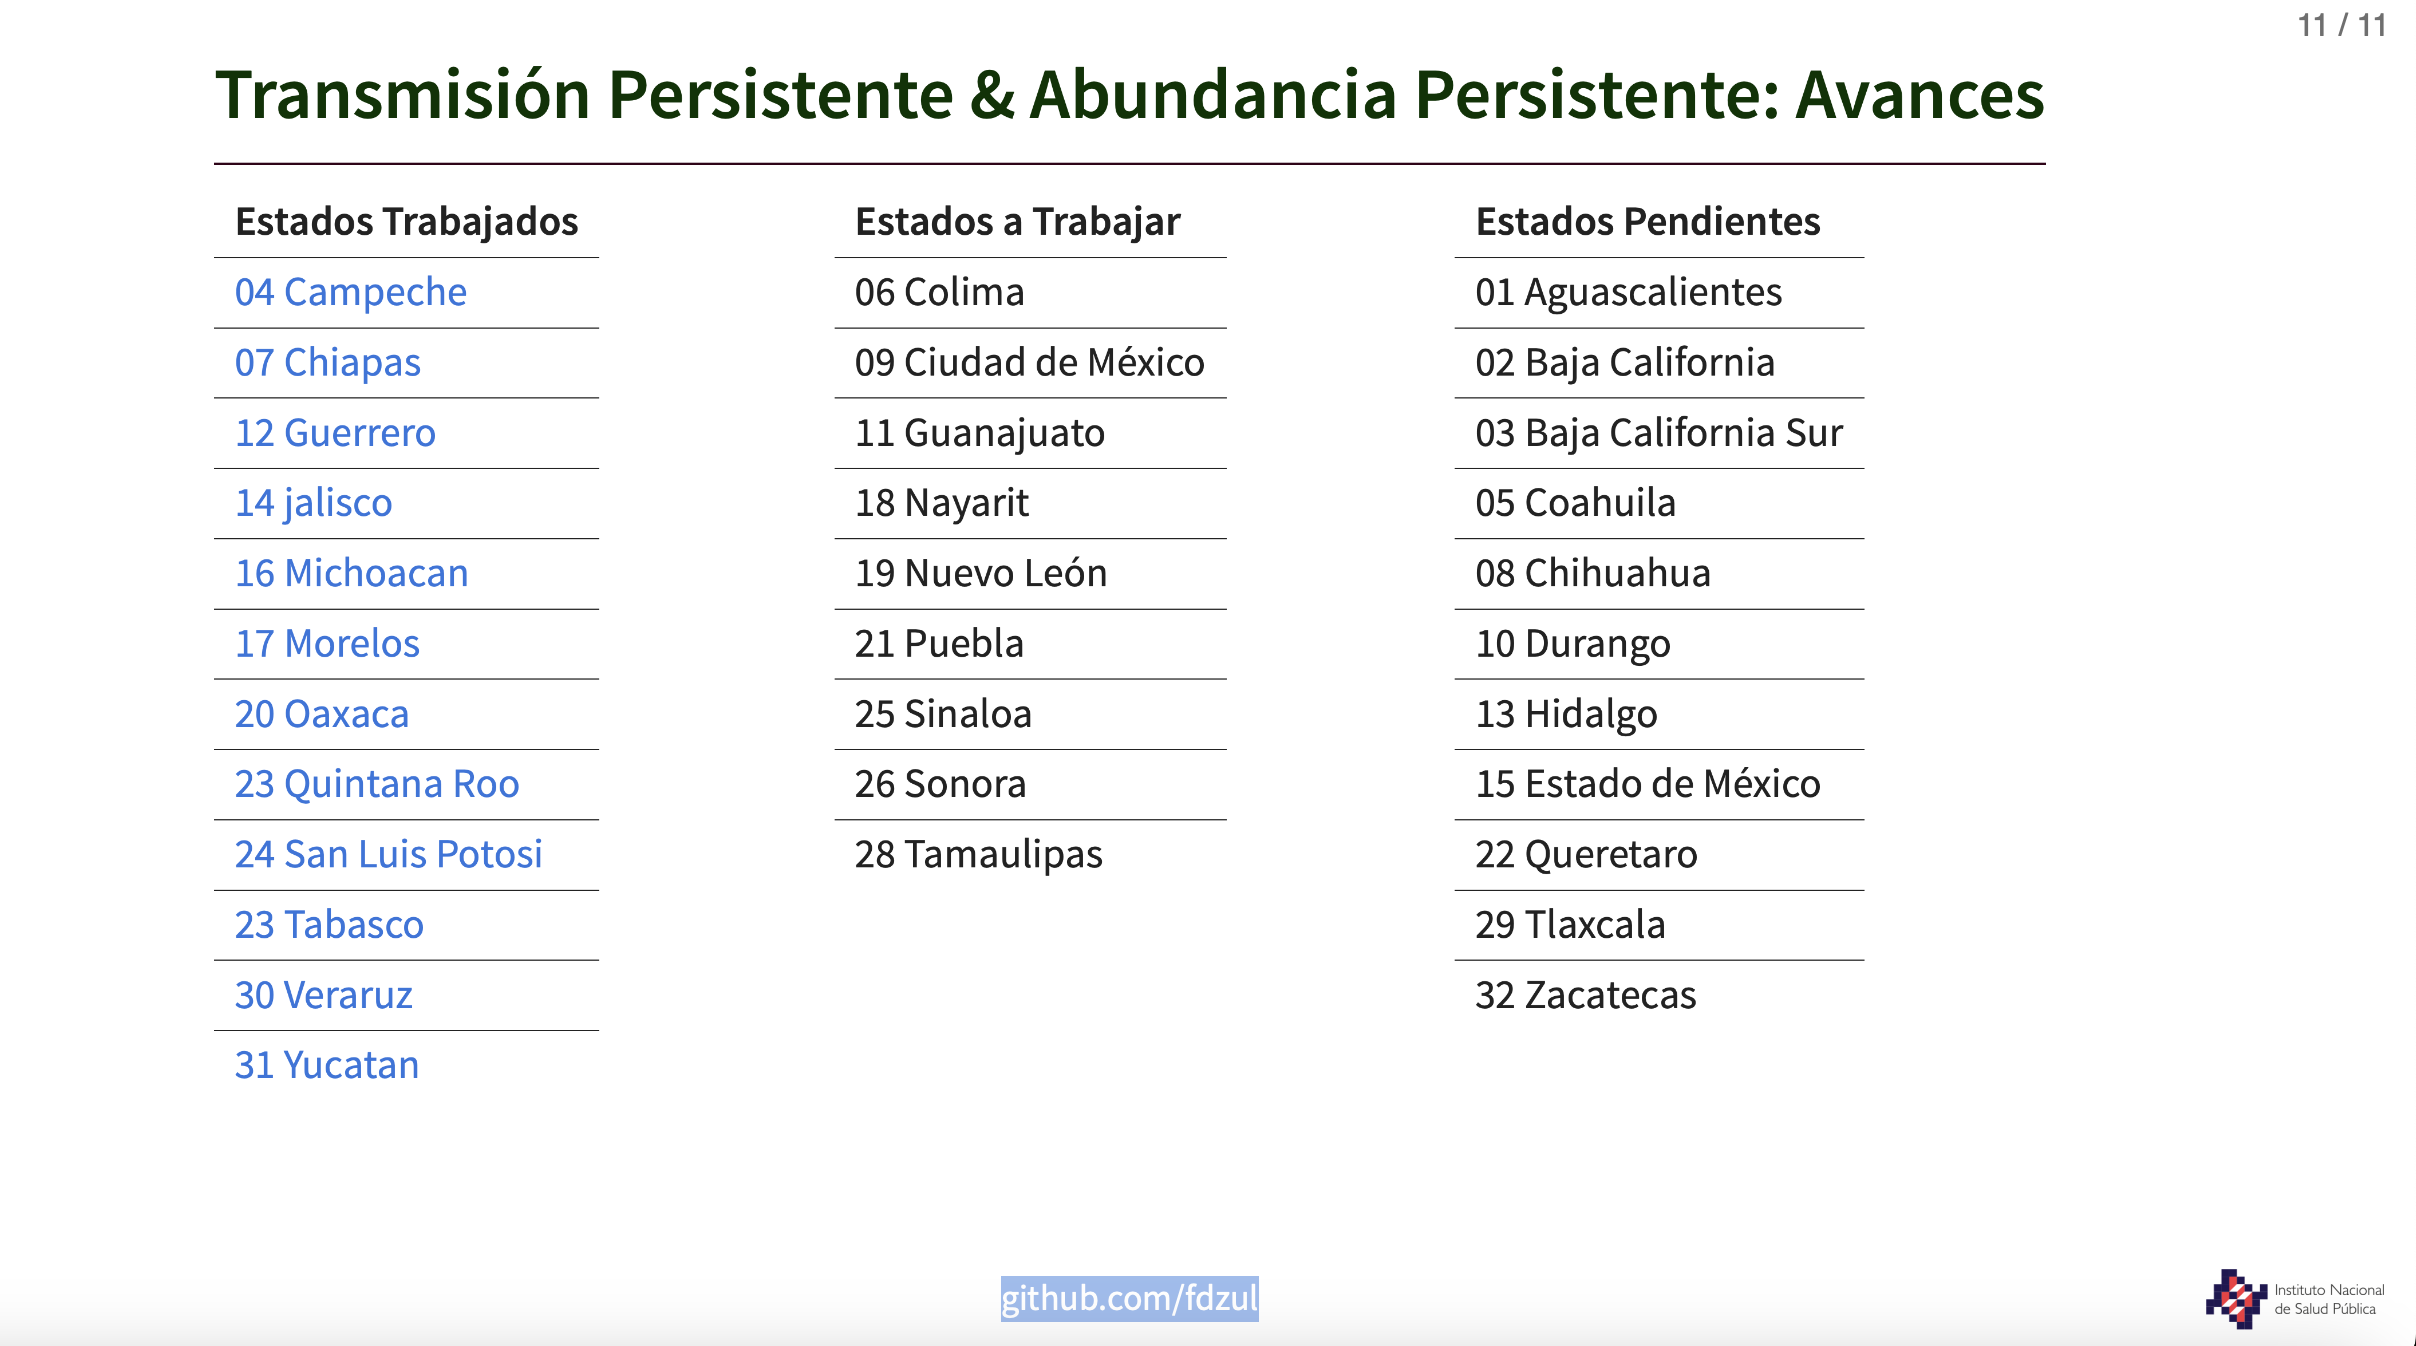 11 / 11
Transmisión Persistente & Abundancia Persistente: Avances
Estados Trabajados
04 Campeche
07 Chiapas
12 Guerrero
14 jalisco
16 Michoacan
17 Morelos
20 Oaxaca
23 Quintana Roo
24 San Luis Potosi
23 Tabasco
30 Veraruz
31 Yucatan
Estados a Trabajar
06 Colima
09 Ciudad de México
11 Guanajuato
18 Nayarit
19 Nuevo León
21 Puebla
25 Sinaloa
26 Sonora
28 Tamaulipas
Estados Pendientes
01 Aguascalientes
02 Baja California
03 Baja California Sur
05 Coahuila
08 Chihuahua
10 Durango
13 Hidalgo
15 Estado de México
22 Queretaro
29 Tlaxcala
32 Zacatecas
github.com/fdzul
Instituto Nacional
de Salud Pública